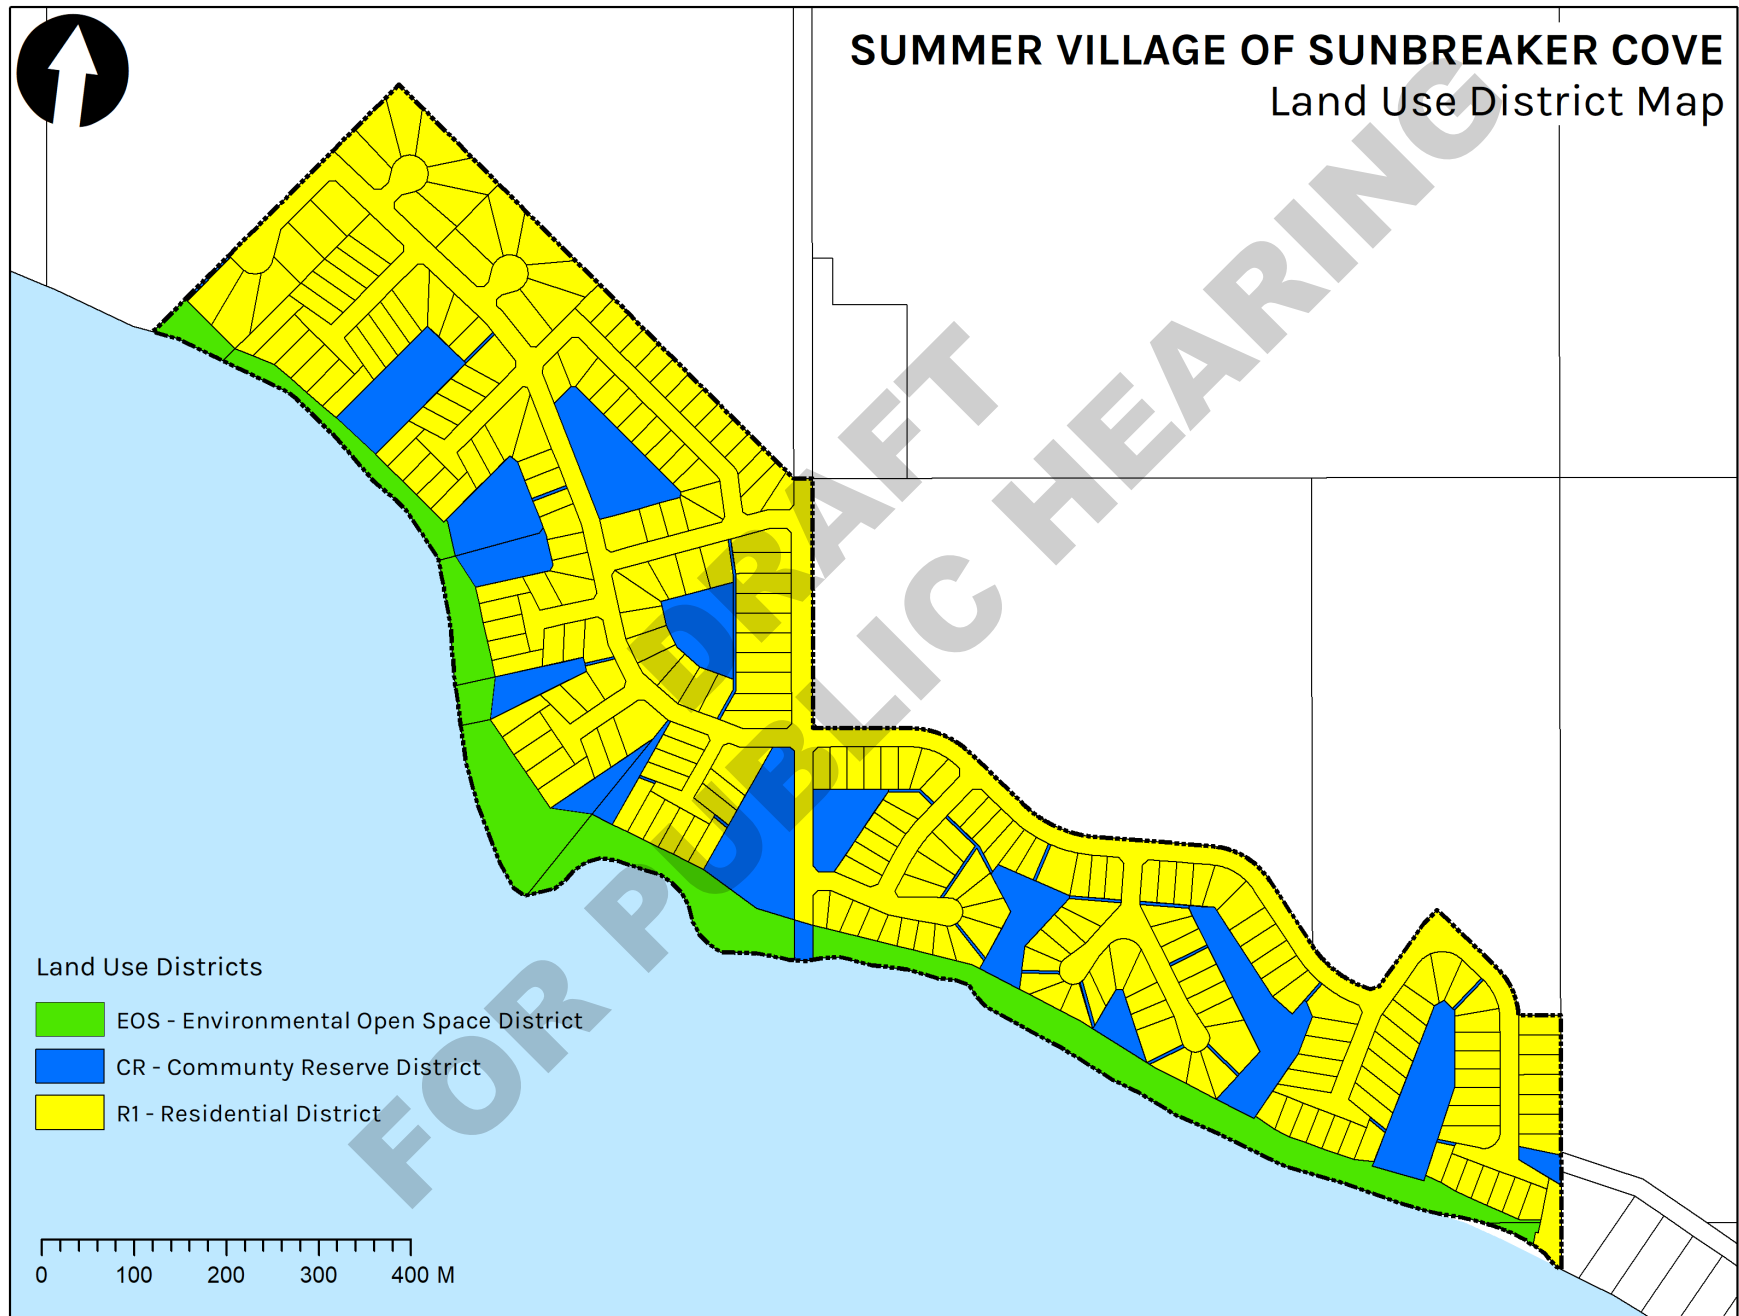 SUMMER VILLAGE OF SUNBREAKER COVE
Land Use District Map
DRAFT
FOR PUBLIC HEARING
Land Use Districts
EOS - Environmental Open Space District
CR - Communty Reserve District
R1 - Residential District
0 100 200 300 400 M